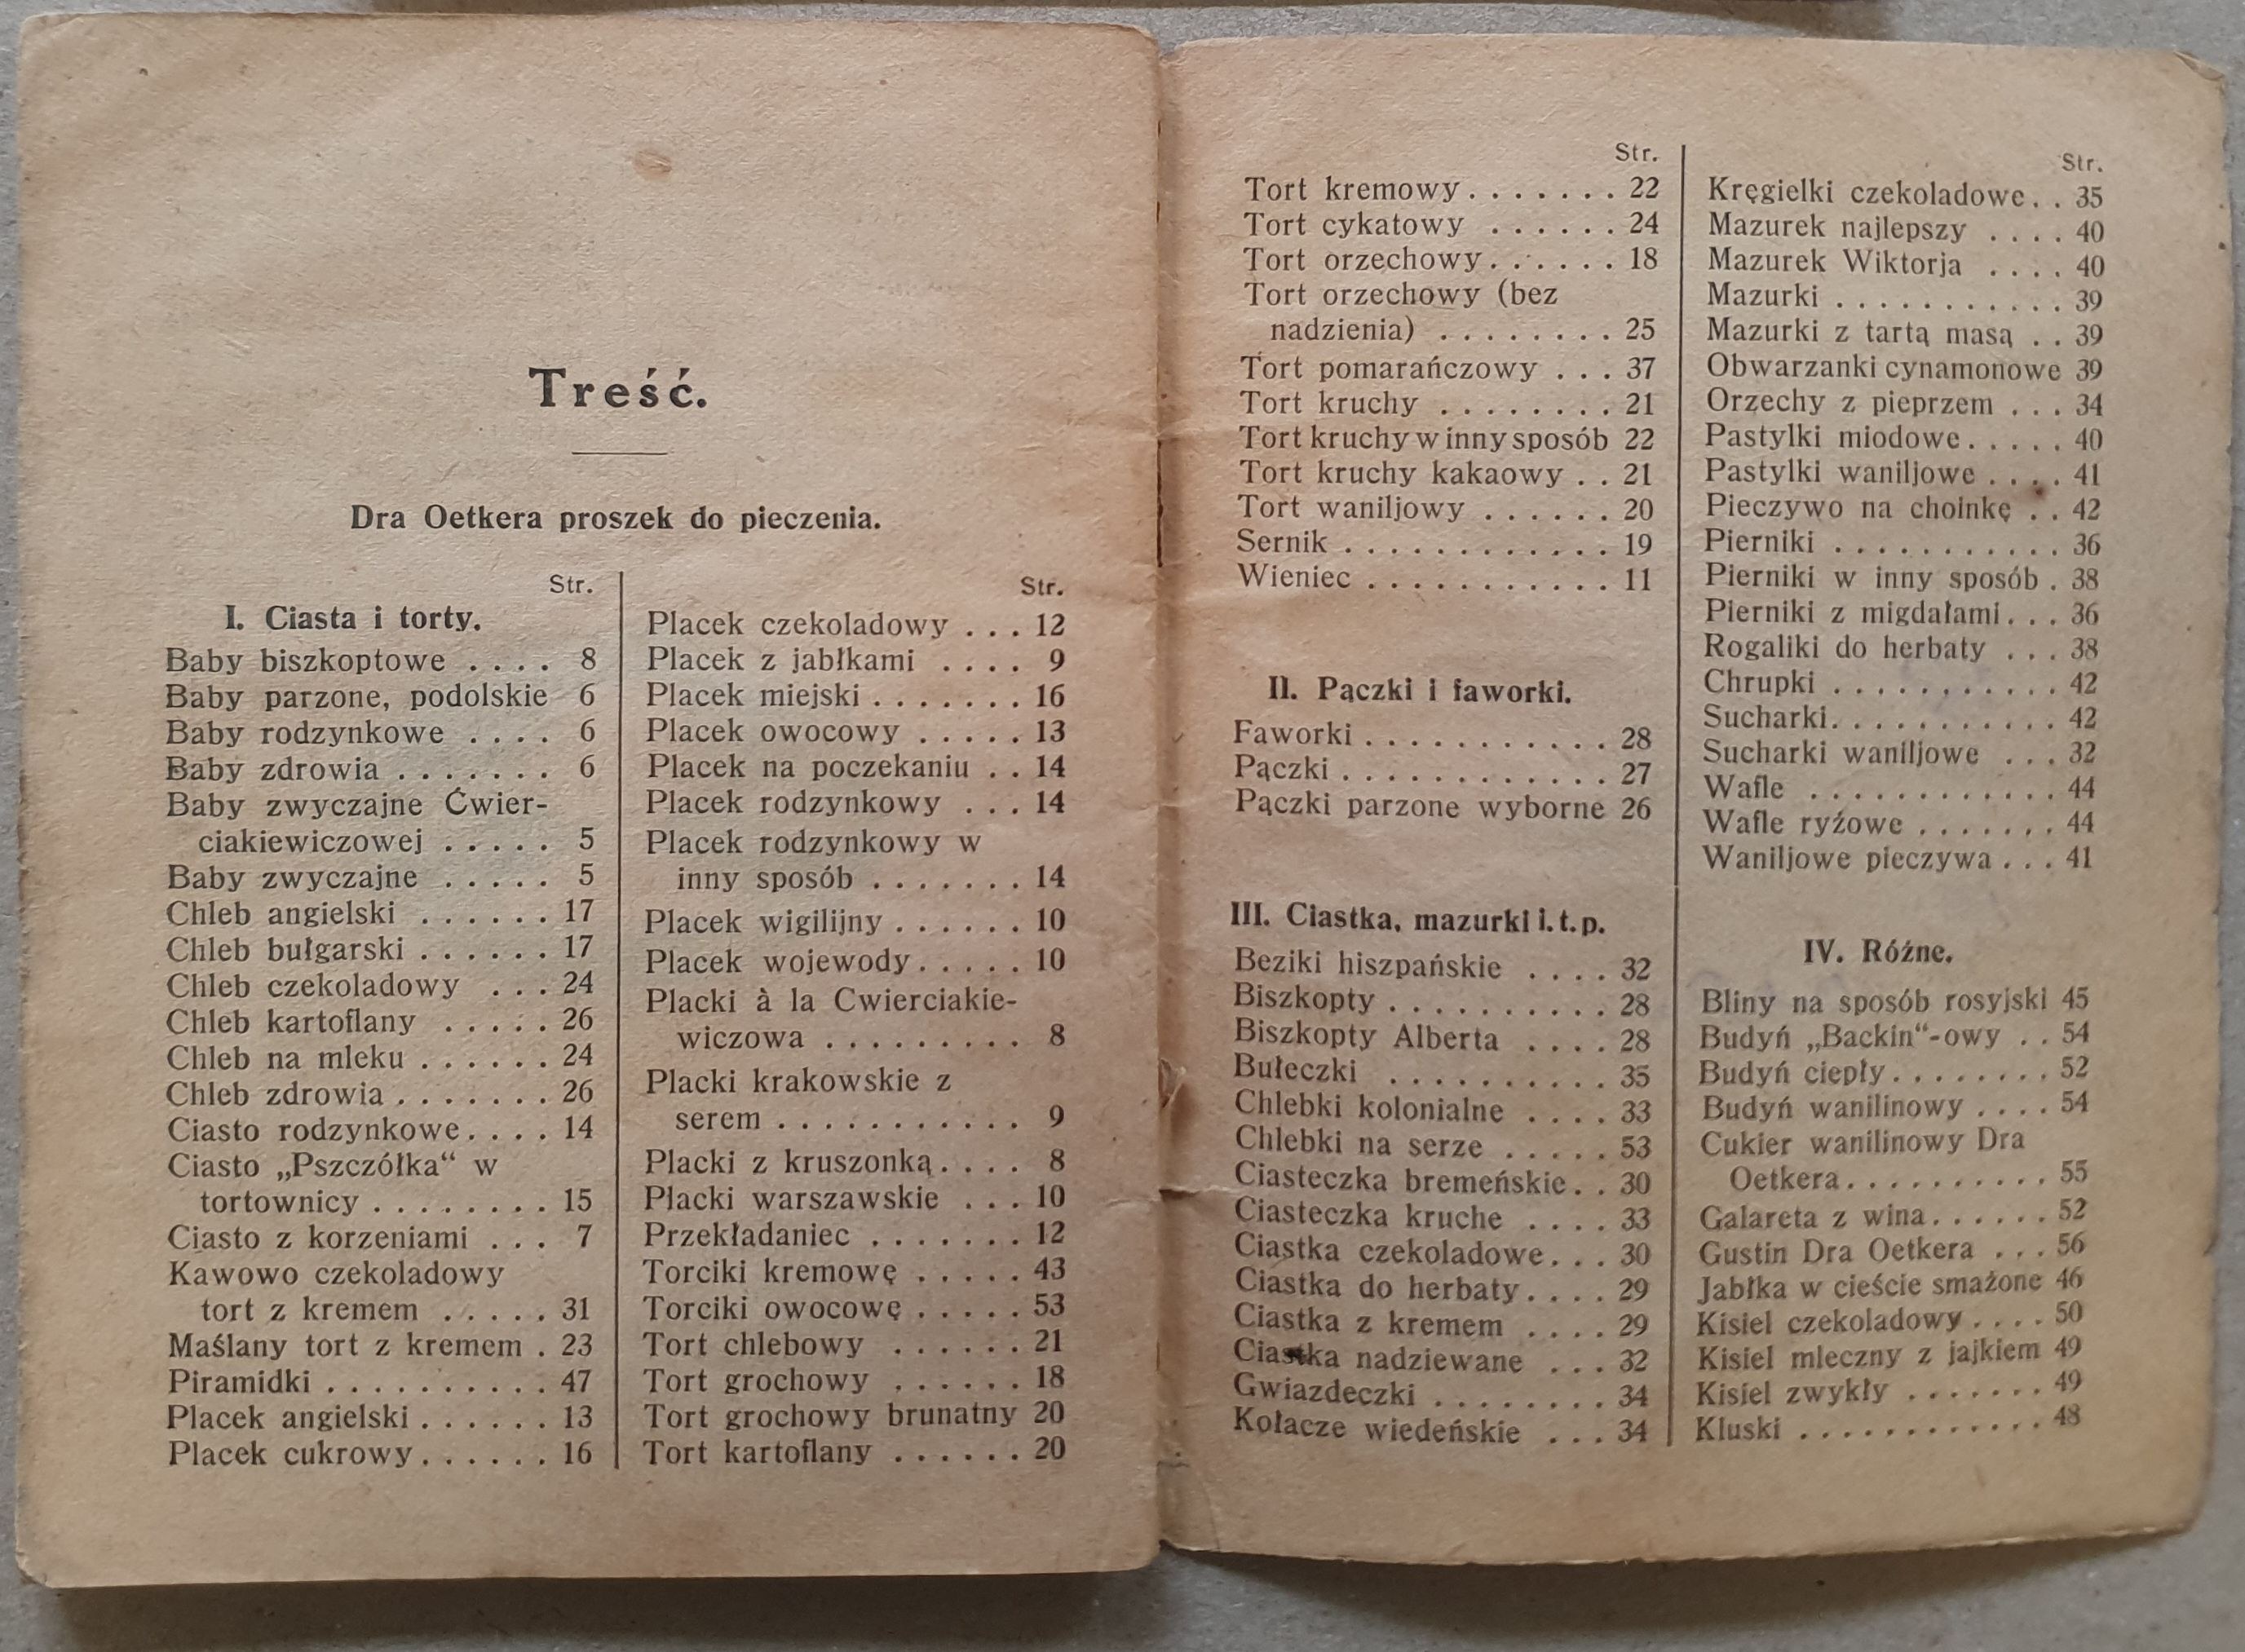 Treść.
Dra Oetkera proszek do pieczenia.
Str.
I. Ciasta i torty.
Baby biszkoptowe . . . . 8
Baby parzone, podolskie 6
Baby rodzynkowe . . . . 6
Baby zdrowia . . . . . . . 6
Baby zwyczajne Ćwier-
ciakiewiczowej . . . . . 5
Baby zwyczajne . . . . . 5
Chleb angielski . . . . . . 17
Chleb bułgarski . . . . . . 17
Chleb czekoladowy . . . 24
Chleb kartoflany . . . . . 26
Chleb na mleku . . . . . . 24
Chleb zdrowia . . . . . . . 26
Ciasto rodzynkowe. . . . 14
Ciasto „Pszczółka“ w
tortownicy . . . . . . . . 15
Ciasto z korzeniami . . . 7
Kawowo czekoladowy
tort z kremem . . . . . 31
Maślany tort z kremem . 23
Piramidki . . . . . . . . . . 47
Placek angielski . . . . . . 13
Placek cukrowy . . . . . . 16
Str.
Placek czekoladowy . . . 12
Placek z jabłkami . . . . 9
Placek miejski . . . . . . . 16
Placek owocowy . . . . . 13
Placek na poczekaniu . . 14
Placek rodzynkowy . . . 14
Placek rodzynkowy w
inny sposób . . . . . . . 14
Placek wigilijny . . . . . . 10
Placek wojewody. . . . . 10
Placki à la Cwierciakie-
wiczowa . . . . . . . . . 8
Placki krakowskie z
serem . . . . . . . . . . . 9
Placki z kruszonką. . . . 8
Placki warszawskie . . . 10
Przekładaniec . . . . . . . 12
Torciki kremowę . . . . . 43
Torciki owocowę . . . . . 53
Tort chlebowy . . . . . . 21
Tort grochowy . . . . . . 18
Tort grochowy brunatny 20
Tort kartoflany . . . . . . 20
Str.
Tort kremowy . . . . . . . 22
Tort cykatowy . . . . . . 24
Tort orzechowy. . . . . . 18
Tort orzechowy (bez
nadzienia) . . . . . . . . 25
Tort pomarańczowy . . . 37
Tort kruchy . . . . . . . . 21
Tort kruchy w inny sposób 22
Tort kruchy kakaowy . . 21
Tort waniljowy . . . . . . 20
Sernik . . . . . . . . . . . . 19
Wieniec . . . . . . . . . . . 11
II. Pączki i faworki.
Faworki . . . . . . . . . . . 28
Pączki . . . . . . . . . . . . 27
Pączki parzone wyborne 26
III. Ciastka, mazurki i. t. p.
Beziki hiszpańskie . . . . 32
Biszkopty . . . . . . . . . . 28
Biszkopty Alberta . . . . 28
Bułeczki . . . . . . . . . . 35
Chlebki kolonialne . . . . 33
Chlebki na serze . . . . . 53
Ciasteczka bremeńskie. . 30
Ciasteczka kruche . . . . 33
Ciastka czekoladowe. . . 30
Ciastka do herbaty. . . . 29
Ciastka z kremem . . . . 29
Ciastka nadziewane . . . 32
Gwiazdeczki . . . . . . . . 34
Kołacze wiedeńskie . . . 34
Str.
Kręgielki czekoladowe. . 35
Mazurek najlepszy . . . . 40
Mazurek Wiktorja . . . . 40
Mazurki . . . . . . . . . . . 39
Mazurki z tartą masą . . 39
Obwarzanki cynamonowe 39
Orzechy z pieprzem . . . 34
Pastylki miodowe. . . . . 40
Pastylki waniljowe . . . . 41
Pieczywo na choinkę . . 42
Pierniki . . . . . . . . . . . 36
Pierniki w inny sposób . 38
Pierniki z migdałami. . . 36
Rogaliki do herbaty . . . 38
Chrupki . . . . . . . . . . . 42
Sucharki. . . . . . . . . . . 42
Sucharki waniljowe . . . 32
Wafle . . . . . . . . . . . . 44
Wafle ryżowe . . . . . . . 44
Waniljowe pieczywa . . . 41
IV. Różne.
Bliny na sposób rosyjski 45
Budyń „Backin“-owy . . 54
Budyń ciepły. . . . . . . . 52
Budyń wanilinowy . . . . 54
Cukier wanilinowy Dra
Oetkera. . . . . . . . . . 55
Galareta z wina. . . . . . 52
Gustin Dra Oetkera . . . 56
Jabłka w cieście smażone 46
Kisiel czekoladowy . . . . 50
Kisiel mleczny z jajkiem 49
Kisiel zwykły . . . . . . . 49
Kluski . . . . . . . . . . . . 48